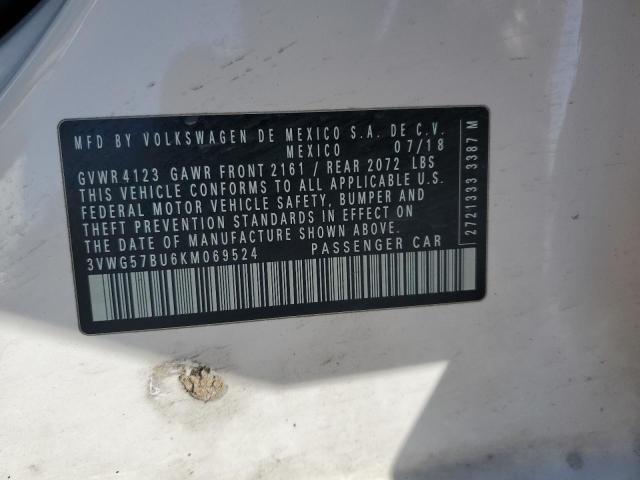 MFD BY VOLKSWAGEN DE MEXICO S.A. DE C.V.
MEXICO 07/18
GVWR 4123 GAWR FRONT 2161 / REAR 2072 LBS
THIS VEHICLE CONFORMS TO ALL APPLICABLE U.S.
FEDERAL MOTOR VEHICLE SAFETY, BUMPER AND
THEFT PREVENTION STANDARDS IN EFFECT ON
THE DATE OF MANUFACTURE SHOWN ABOVE.
3VWG57BU6KM069524 PASSENGER CAR
2721333 3387 M